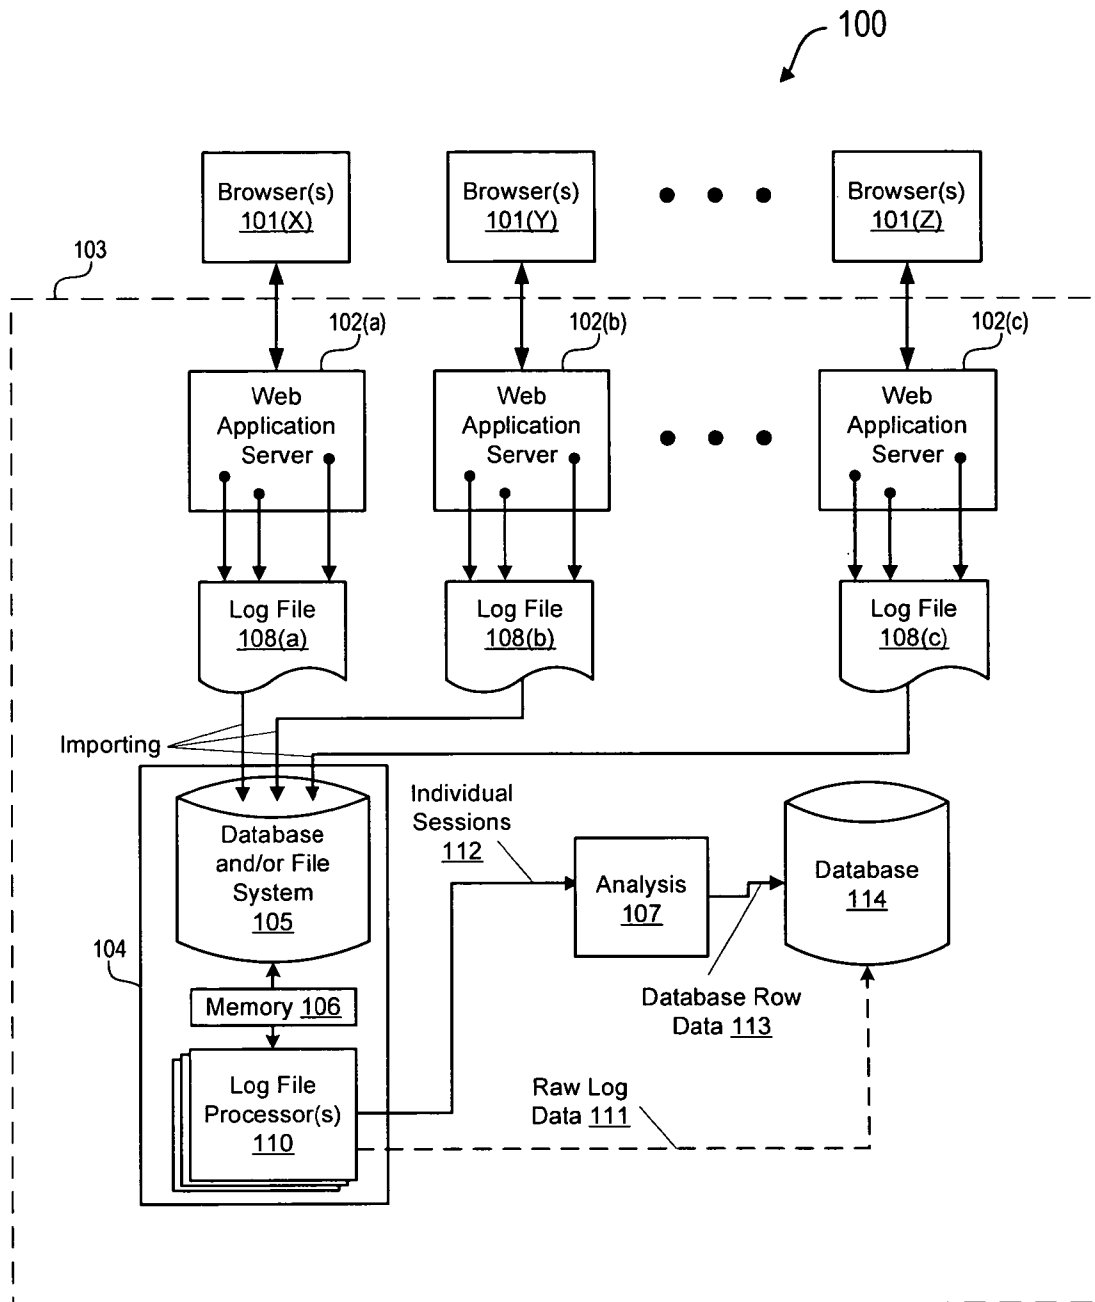 100
Browser(s)
101(X)
Browser(s)
101(Y)
Browser(s)
101(Z)
103
102(a)
102(b)
102(c)
Web
Application
Server
Web
Application
Server
Web
Application
Server
Log File
108(a)
Log File
108(b)
Log File
108(c)
Importing
Database
and/or File
System
105
104
Memory 106
Log File
Processor(s)
110
Individual
Sessions
112
Analysis
107
Database
114
Database Row
Data 113
Raw Log
Data 111